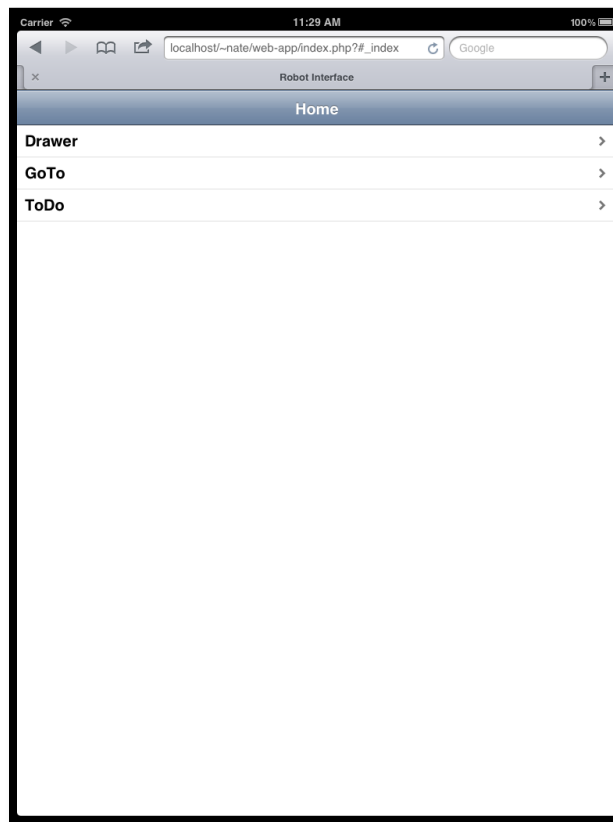 Carrier 11:29 AM 100%
localhost/~nate/web-app/index.php?#_index Google
Robot Interface
Home
Drawer
GoTo
ToDo